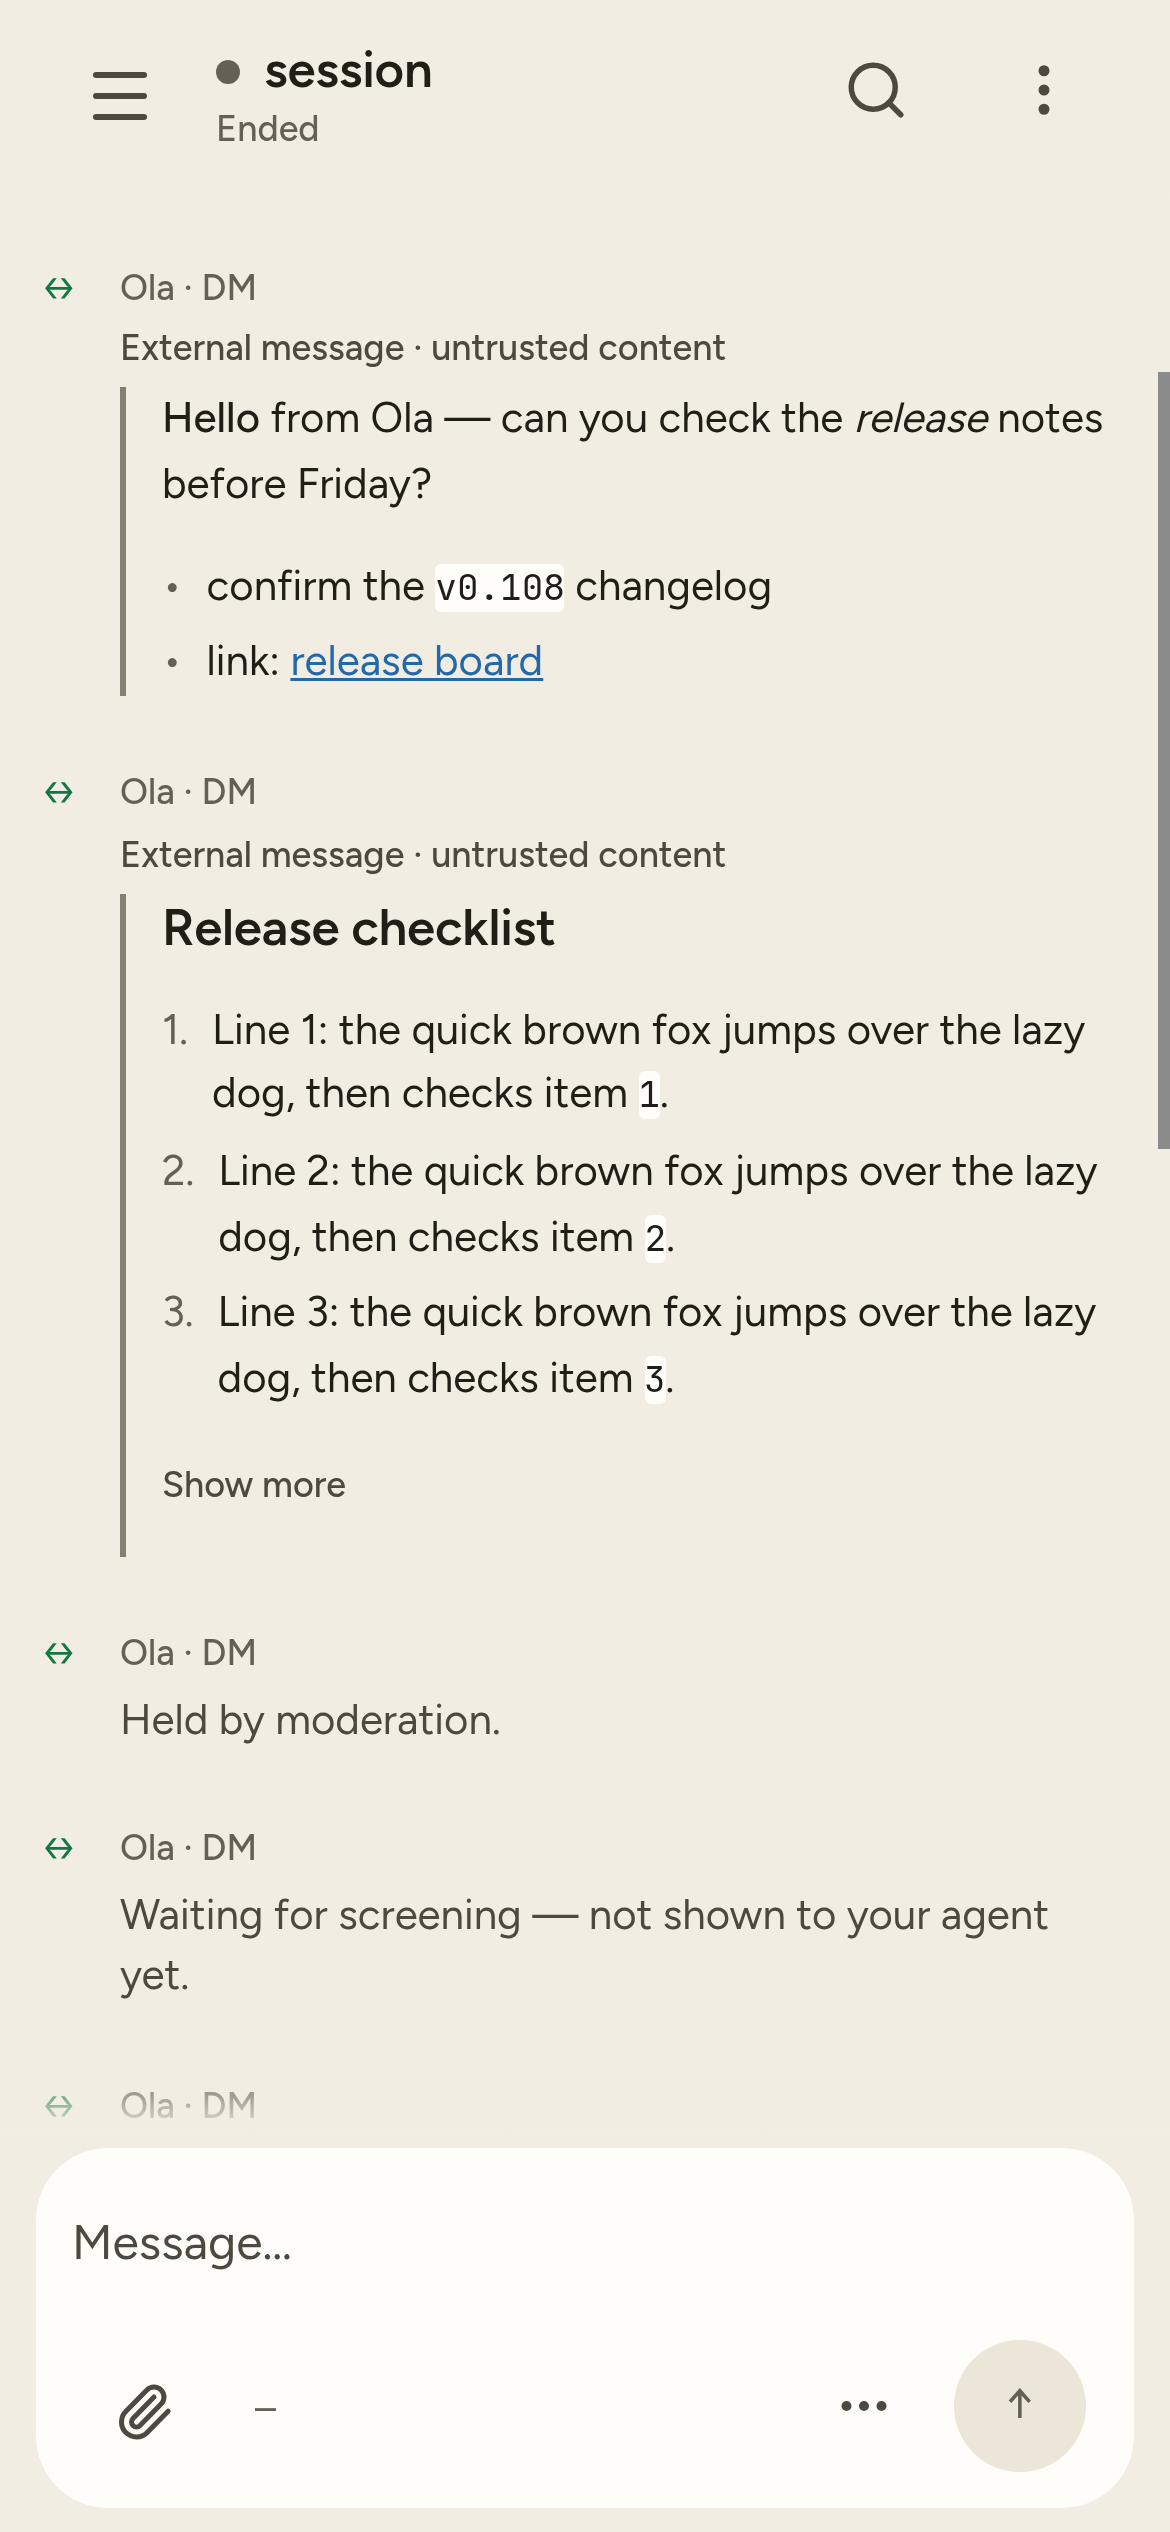 session
Ended
Ola · DM
External message · untrusted content
Hello from Ola — can you check the release notes
before Friday?
• confirm the v0.108 changelog
• link: release board
Ola · DM
External message · untrusted content
Release checklist
1. Line 1: the quick brown fox jumps over the lazy
dog, then checks item 1.
2. Line 2: the quick brown fox jumps over the lazy
dog, then checks item 2.
3. Line 3: the quick brown fox jumps over the lazy
dog, then checks item 3.
Show more
Ola · DM
Held by moderation.
Ola · DM
Waiting for screening — not shown to your agent
yet.
Ola · DM
Message...
–